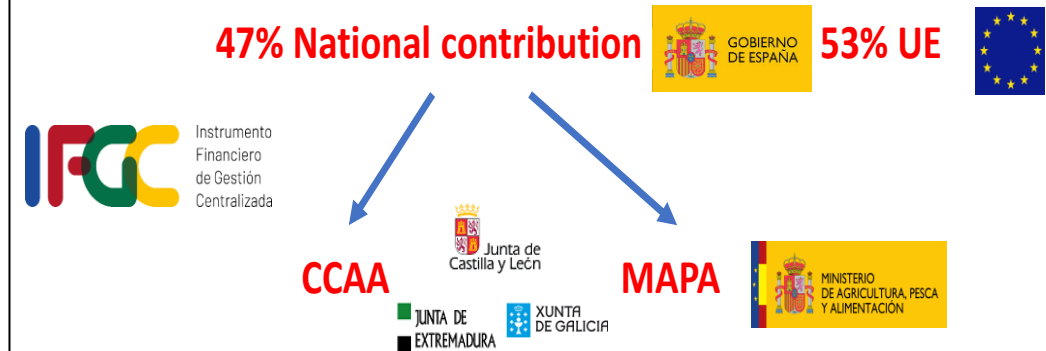 47% National contribution
GOBIERNO
DE ESPAÑA
53% UE
IFGC
Instrumento
Financiero
de Gestión
Centralizada
Junta de
Castilla y León
CCAA
MAPA
MINISTERIO
DE AGRICULTURA, PESCA
Y ALIMENTACIÓN
JUNTA DE
EXTREMADURA
XUNTA
DE GALICIA